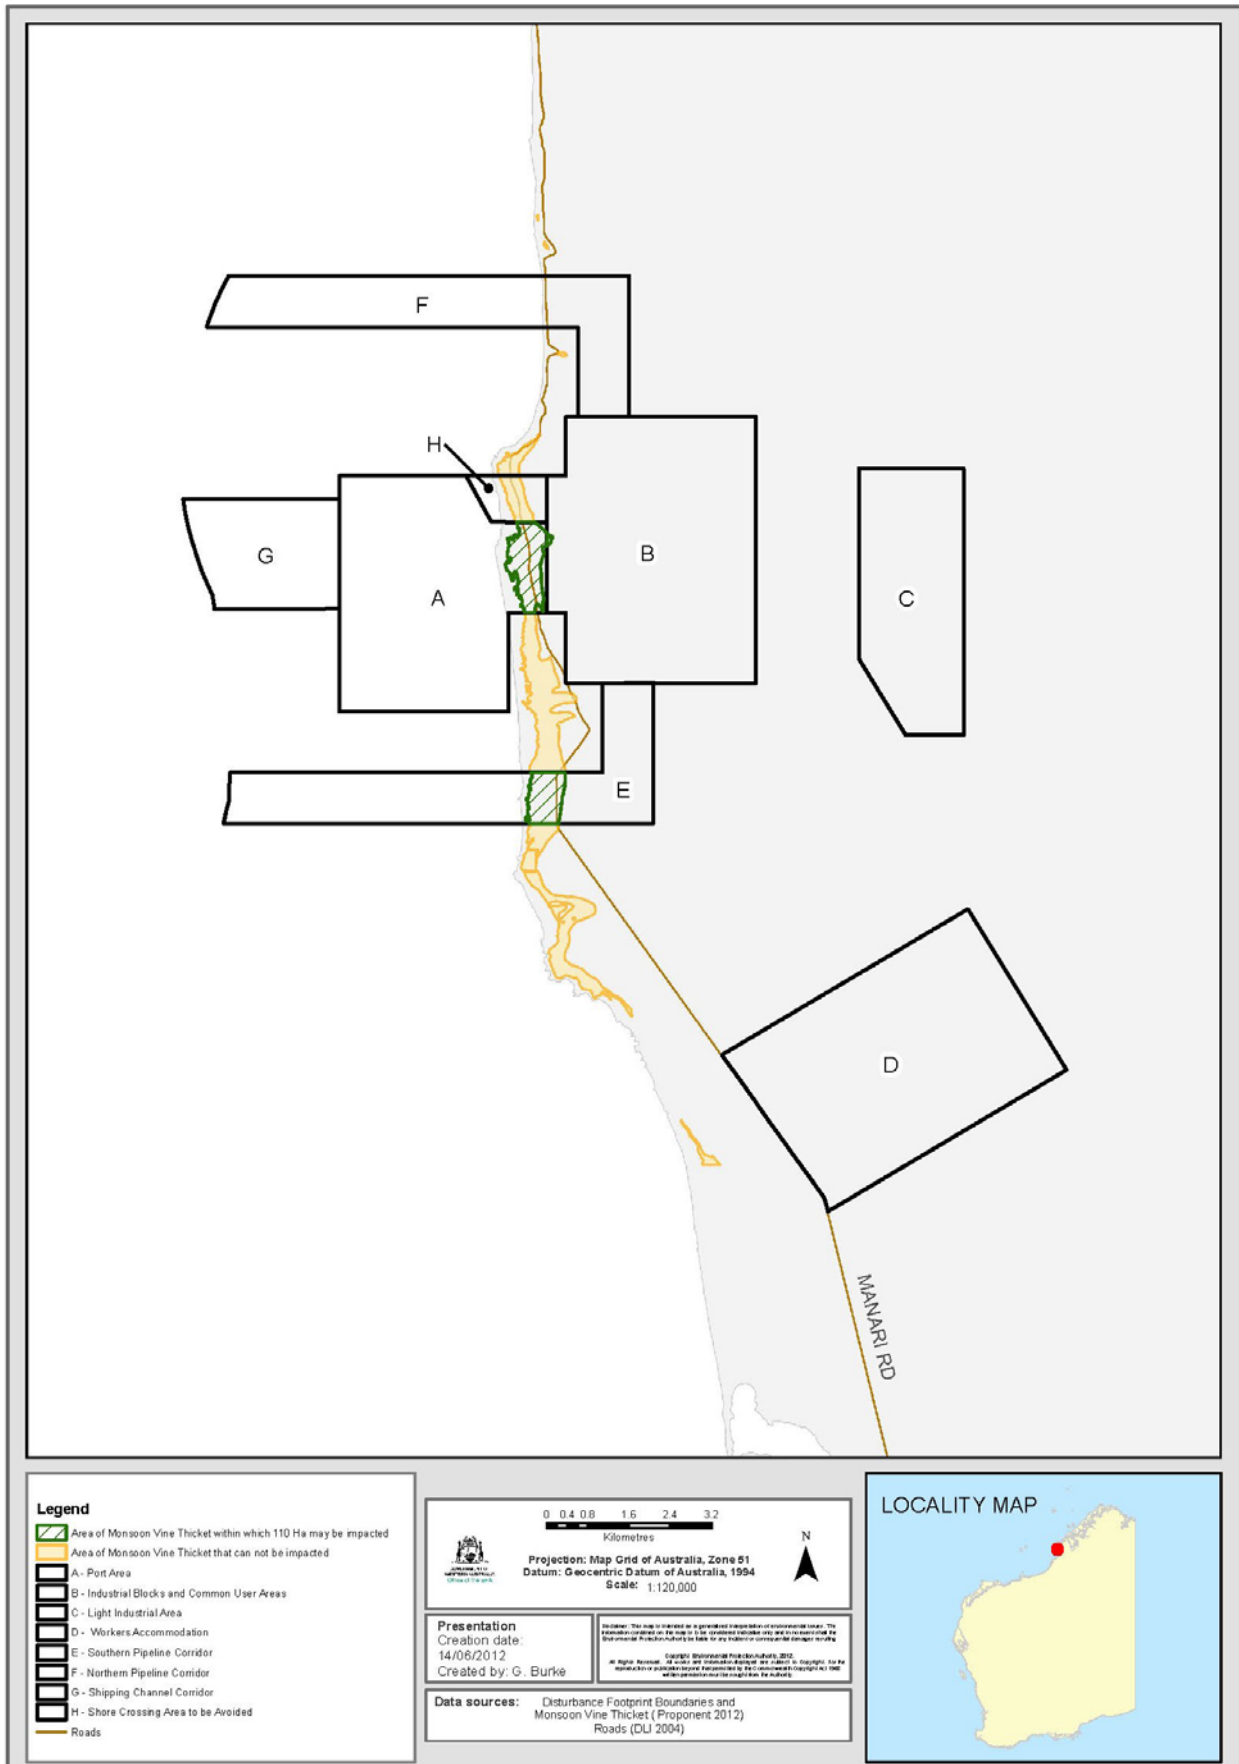 F
H
G
A
B
C
E
D
MANARI RD
Legend
Area of Monsoon Vine Thicket within which 110 Ha may be impacted
Area of Monsoon Vine Thicket that can not be impacted
A - Port Area
B - Industrial Blocks and Common User Areas
C - Light Industrial Area
D - Workers Accommodation
E - Southern Pipeline Corridor
F - Northern Pipeline Corridor
G - Shipping Channel Corridor
H - Shore Crossing Area to be Avoided
Roads
0 0.4 0.8 1.6 2.4 3.2
Kilometres
N
Projection: Map Grid of Australia, Zone 51
Datum: Geocentric Datum of Australia, 1994
Scale: 1:120,000
Presentation
Creation date:
14/06/2012
Created by: G. Burke
Copyright Environmental Protection Authority, 2012.
Data sources: Disturbance Footprint Boundaries and
Monsoon Vine Thicket ( Proponent 2012)
Roads (DLI 2004)
LOCALITY MAP